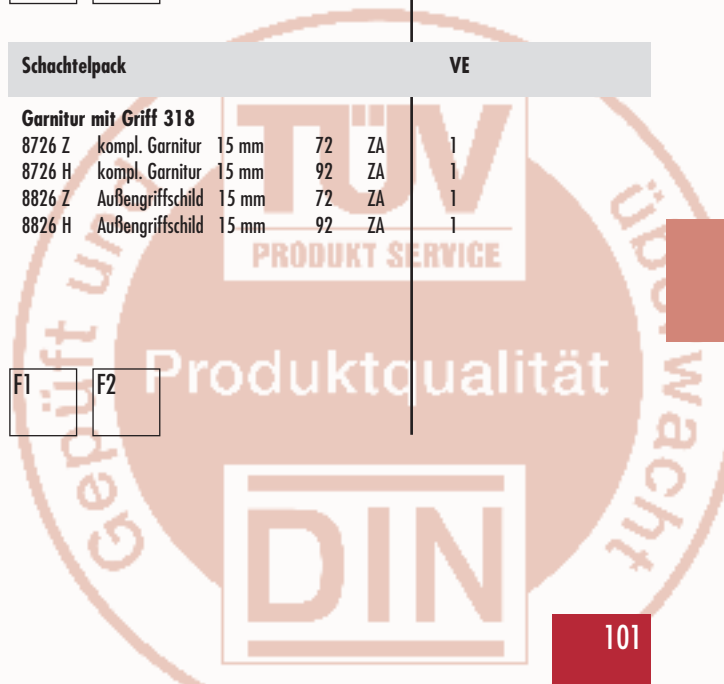 Schachtelpack VE
Garnitur mit Griff 318
8726 Z kompl. Garnitur 15 mm 72 ZA 1
8726 H kompl. Garnitur 15 mm 92 ZA 1
8826 Z Außengriffschild 15 mm 72 ZA 1
8826 H Außengriffschild 15 mm 92 ZA 1
TÜV
PRODUKT SERVICE
Geprüft und
überwacht
Produktqualität
F1 F2
DIN
101